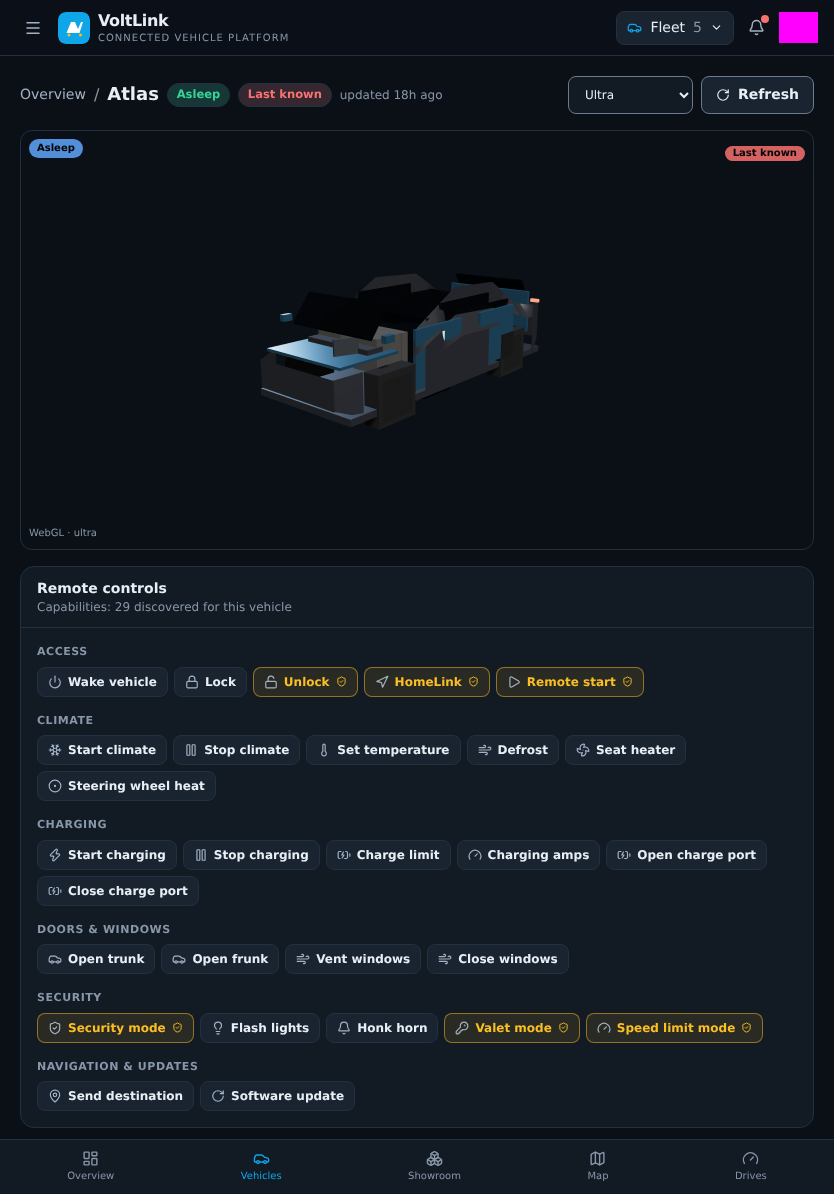 VoltLink
CONNECTED VEHICLE PLATFORM
Fleet 5
Overview / Atlas Asleep Last known updated 18h ago
Ultra
Refresh
Asleep
Last known
WebGL · ultra
Remote controls
Capabilities: 29 discovered for this vehicle
ACCESS
Wake vehicle Lock Unlock HomeLink Remote start
CLIMATE
Start climate Stop climate Set temperature Defrost Seat heater
Steering wheel heat
CHARGING
Start charging Stop charging Charge limit Charging amps Open charge port
Close charge port
DOORS & WINDOWS
Open trunk Open frunk Vent windows Close windows
SECURITY
Security mode Flash lights Honk horn Valet mode Speed limit mode
NAVIGATION & UPDATES
Send destination Software update
Overview Vehicles Showroom Map Drives